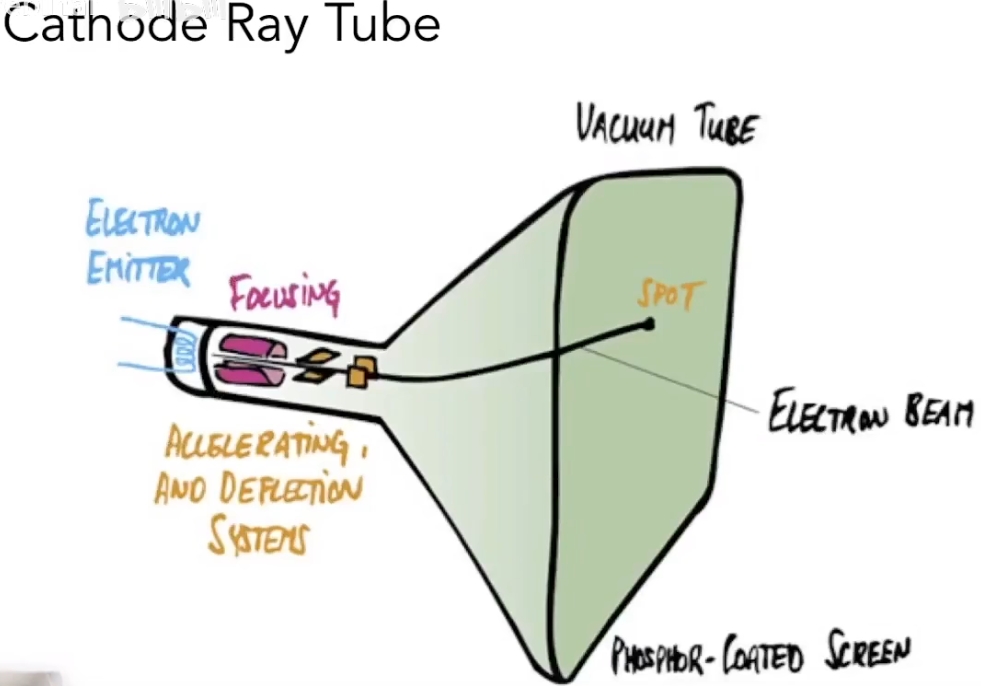 Cathode Ray Tube
VACUUM TUBE
ELECTRON
EMITTER
FOCUSING
SPOT
ELECTRON BEAM
ACCELERATING,
AND DEFLECTION
SYSTEMS
PHOSPHOR-COATED SCREEN